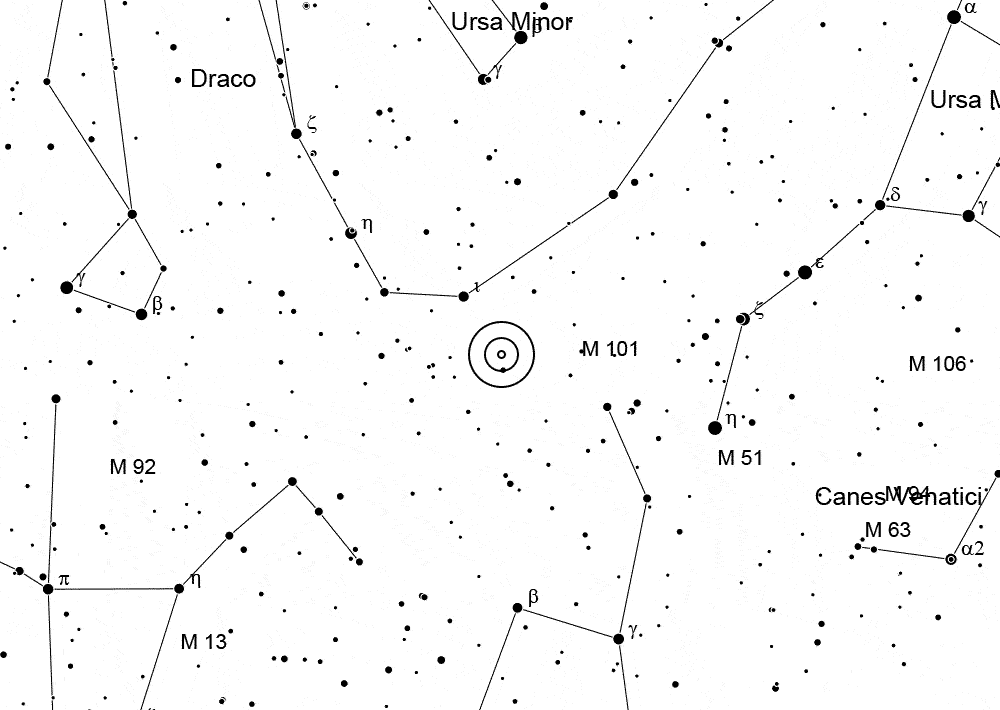 α
Ursa Minor
β
γ
Draco
Ursa M
ζ
δ
γ
η
ε
γ
ι
β
ζ
M 101
M 106
η
M 51
M 92
M 94
Canes Venatici
M 63
α2
π
η
β
γ
M 13